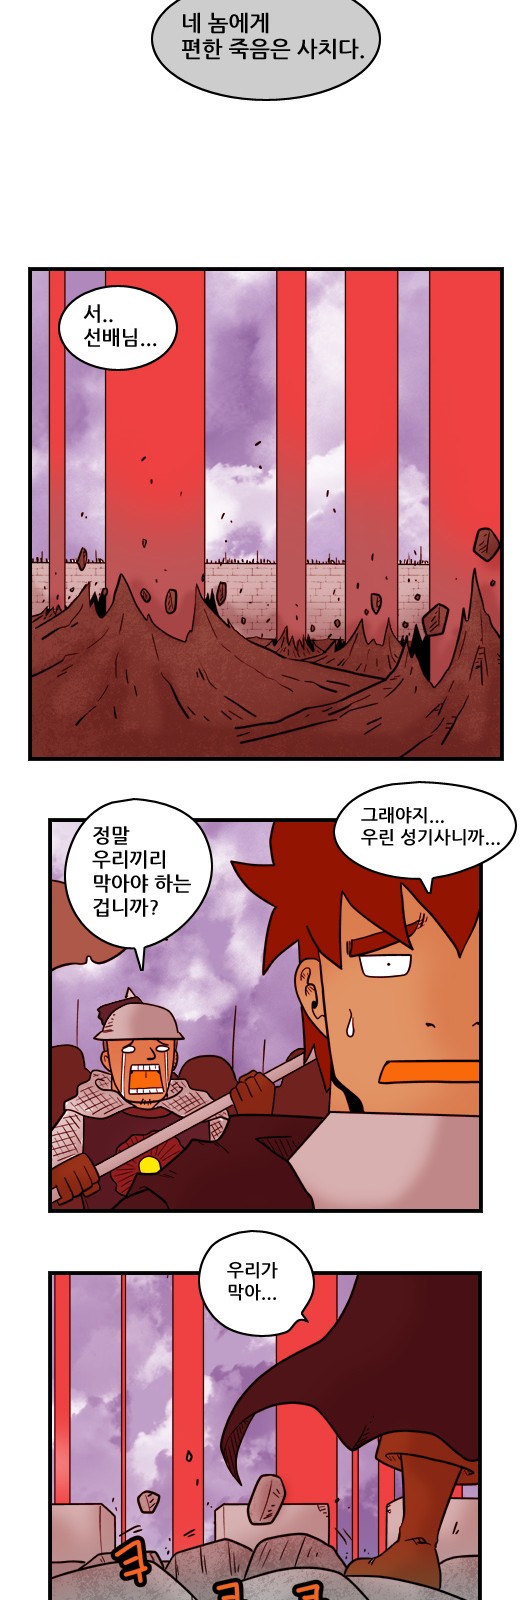 네 놈에게
편한 죽음은 사치다.
서..
선배님...
그래야지...
우린 성기사니까...
정말
우리끼리
막아야 하는
겁니까?
우리가
막아...
쿠
쿠
쿠